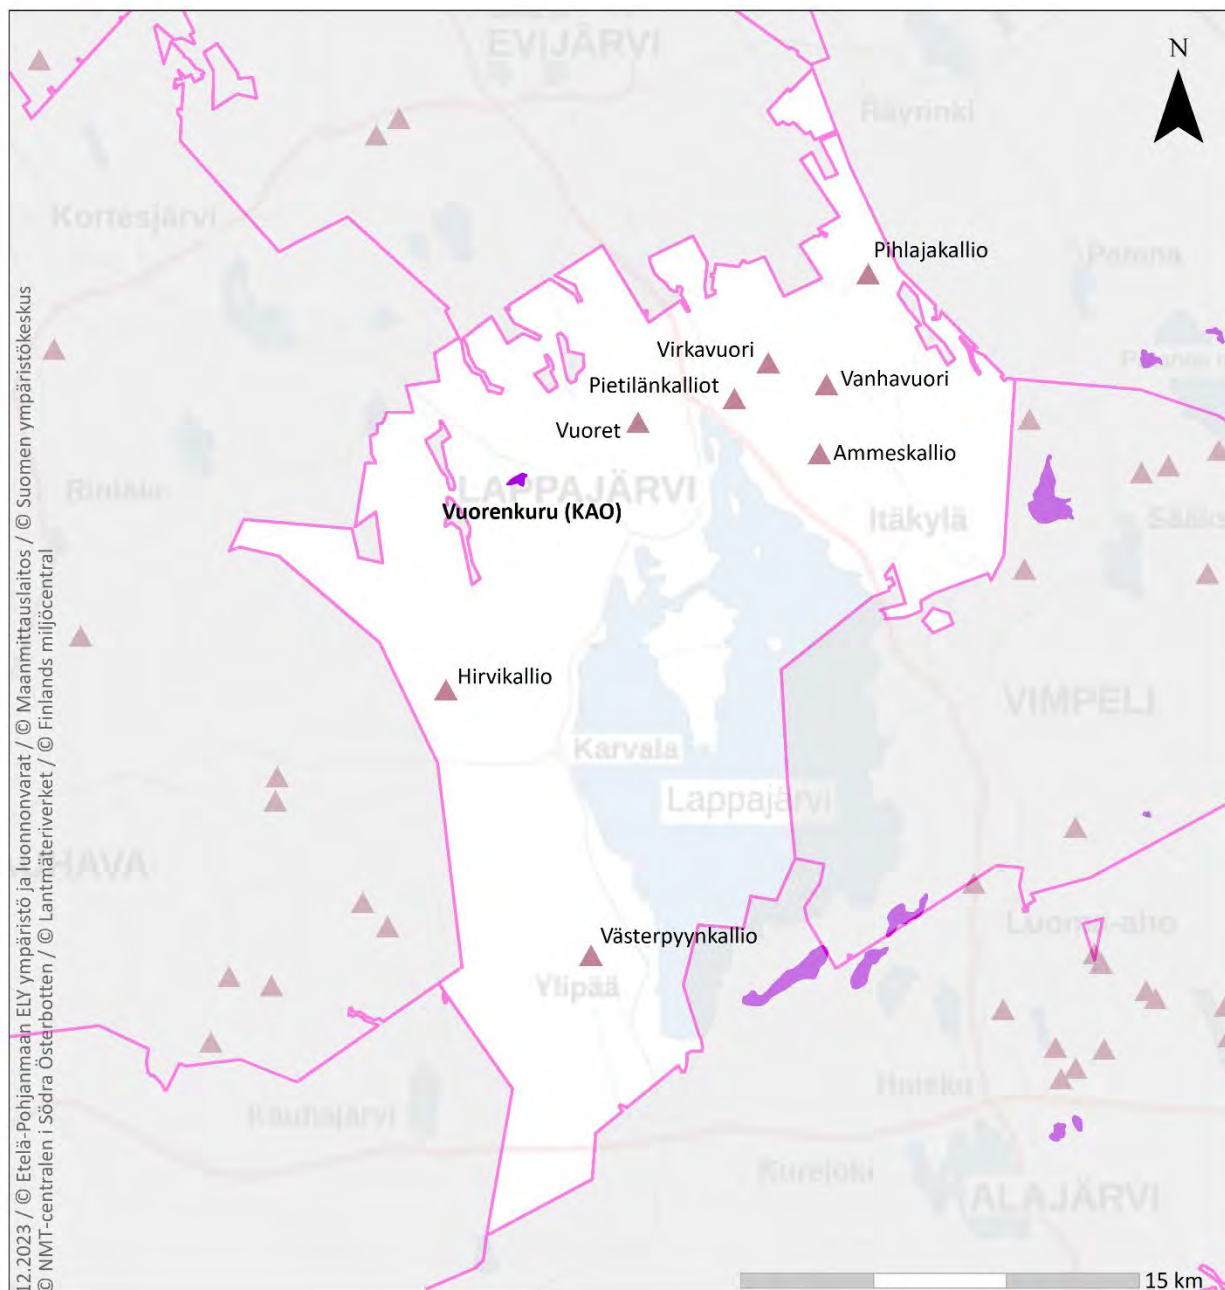 EVIJÄRVI
N
Räyrinki
Kortesjärvi
Pihlajakallio
Virkavuori
Pietilänkalliot
Vanhavuori
Vuoret
Ammeskallio
LAPPAJÄRVI
Vuorenkuru (KAO)
Itäkylä
Hirvikallio
VIMPELI
Karvala
Lappajärvi
Luoma-aho
Västerpyynkallio
Ylipää
Kauhajärvi
Kurejoki
ALAJÄRVI
15 km
12.2023 / © Etelä-Pohjanmaan ELY ympäristö ja luonnonvarat / © Maanmittauslaitos / © Suomen ympäristökeskus
© NMT-centralen i Södra Österbotten / © Lantmäteriverket / © Finlands miljöcentral